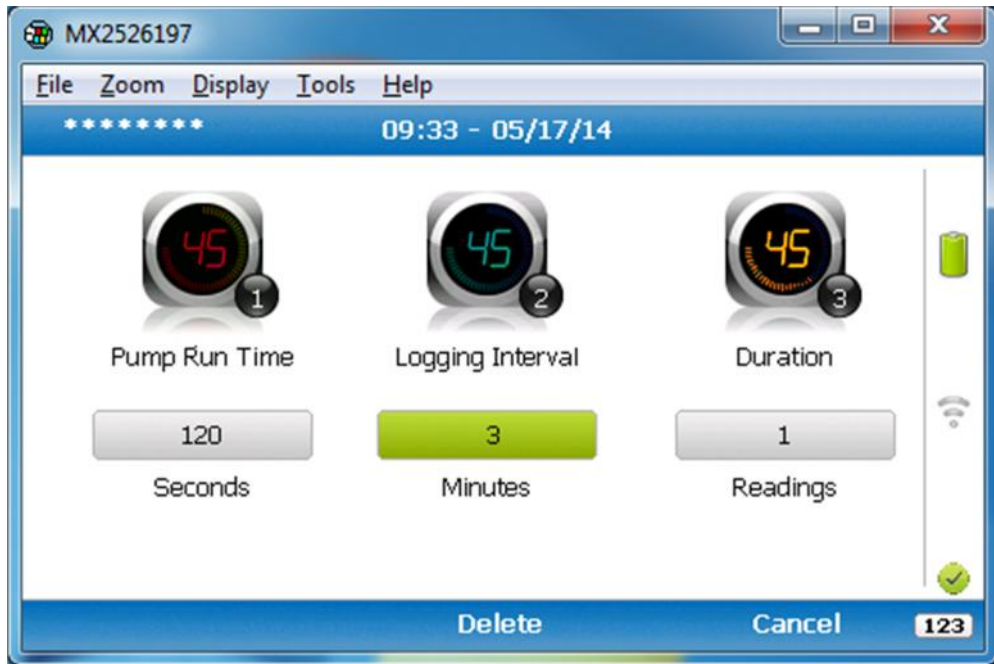 MX2526197
File Zoom Display Tools Help
******** 09:33 - 05/17/14
45 45 45
1 2 3
Pump Run Time Logging Interval Duration
120 3 1
Seconds Minutes Readings
Delete Cancel 123